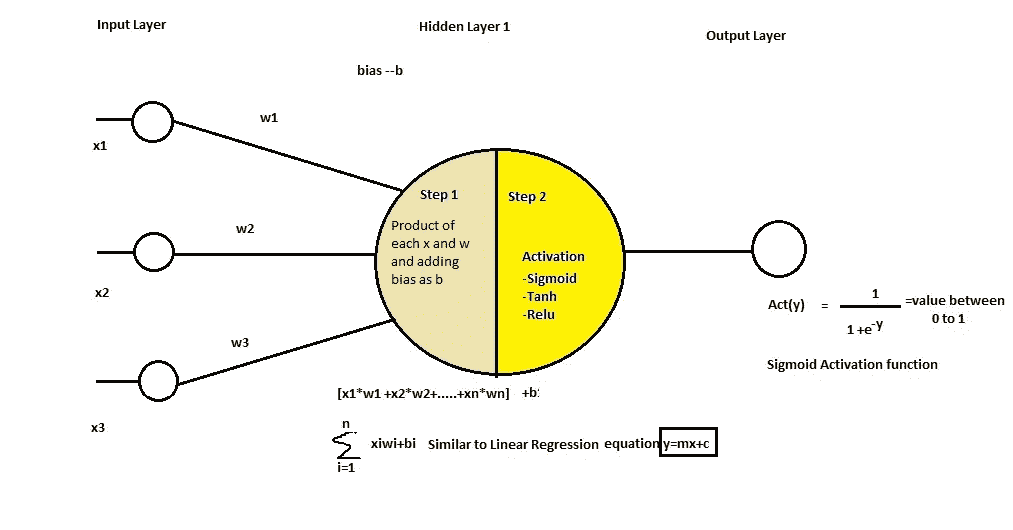 Input Layer
Hidden Layer 1
Output Layer
bias --b
w1
x1
w2
x2
w3
x3
Step 1
Product of
each x and w
and adding
bias as b
Step 2
Activation
-Sigmoid
-Tanh
-Relu
Act(y) = 1 =value between
1 +e-y 0 to 1
Sigmoid Activation function
[x1*w1 +x2*w2+.....+xn*wn] +b
n
∑ xiwi+bi Similar to Linear Regression equation y=mx+c
i=1